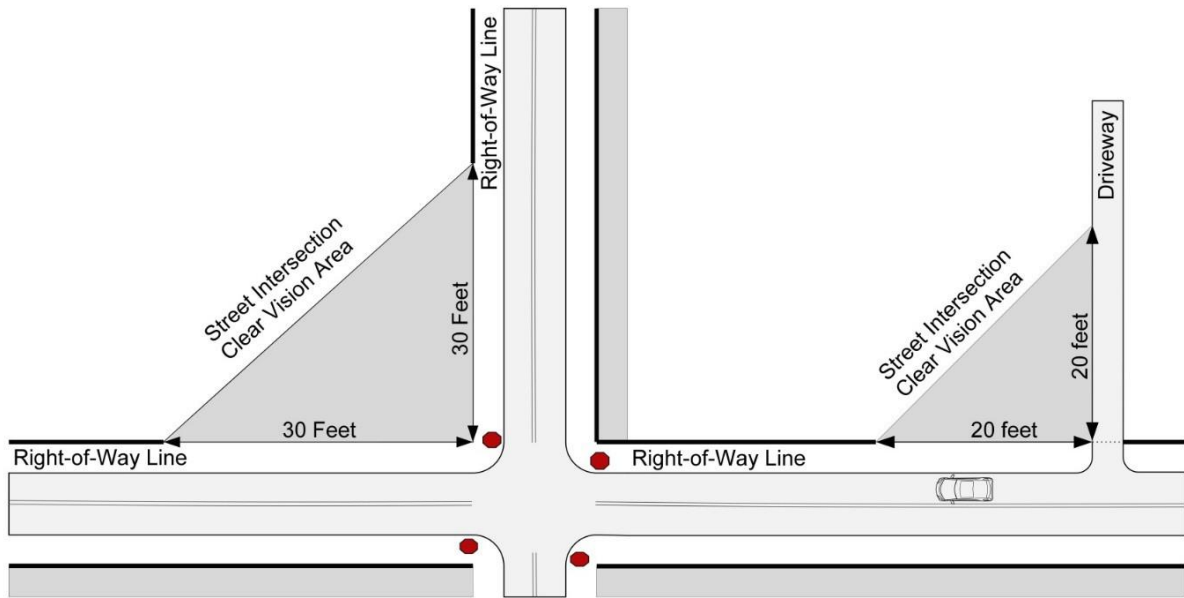 Right-of-Way Line
Street Intersection
Clear Vision Area
30 Feet
30 Feet
Right-of-Way Line
Driveway
Street Intersection
Clear Vision Area
20 feet
20 feet
Right-of-Way Line